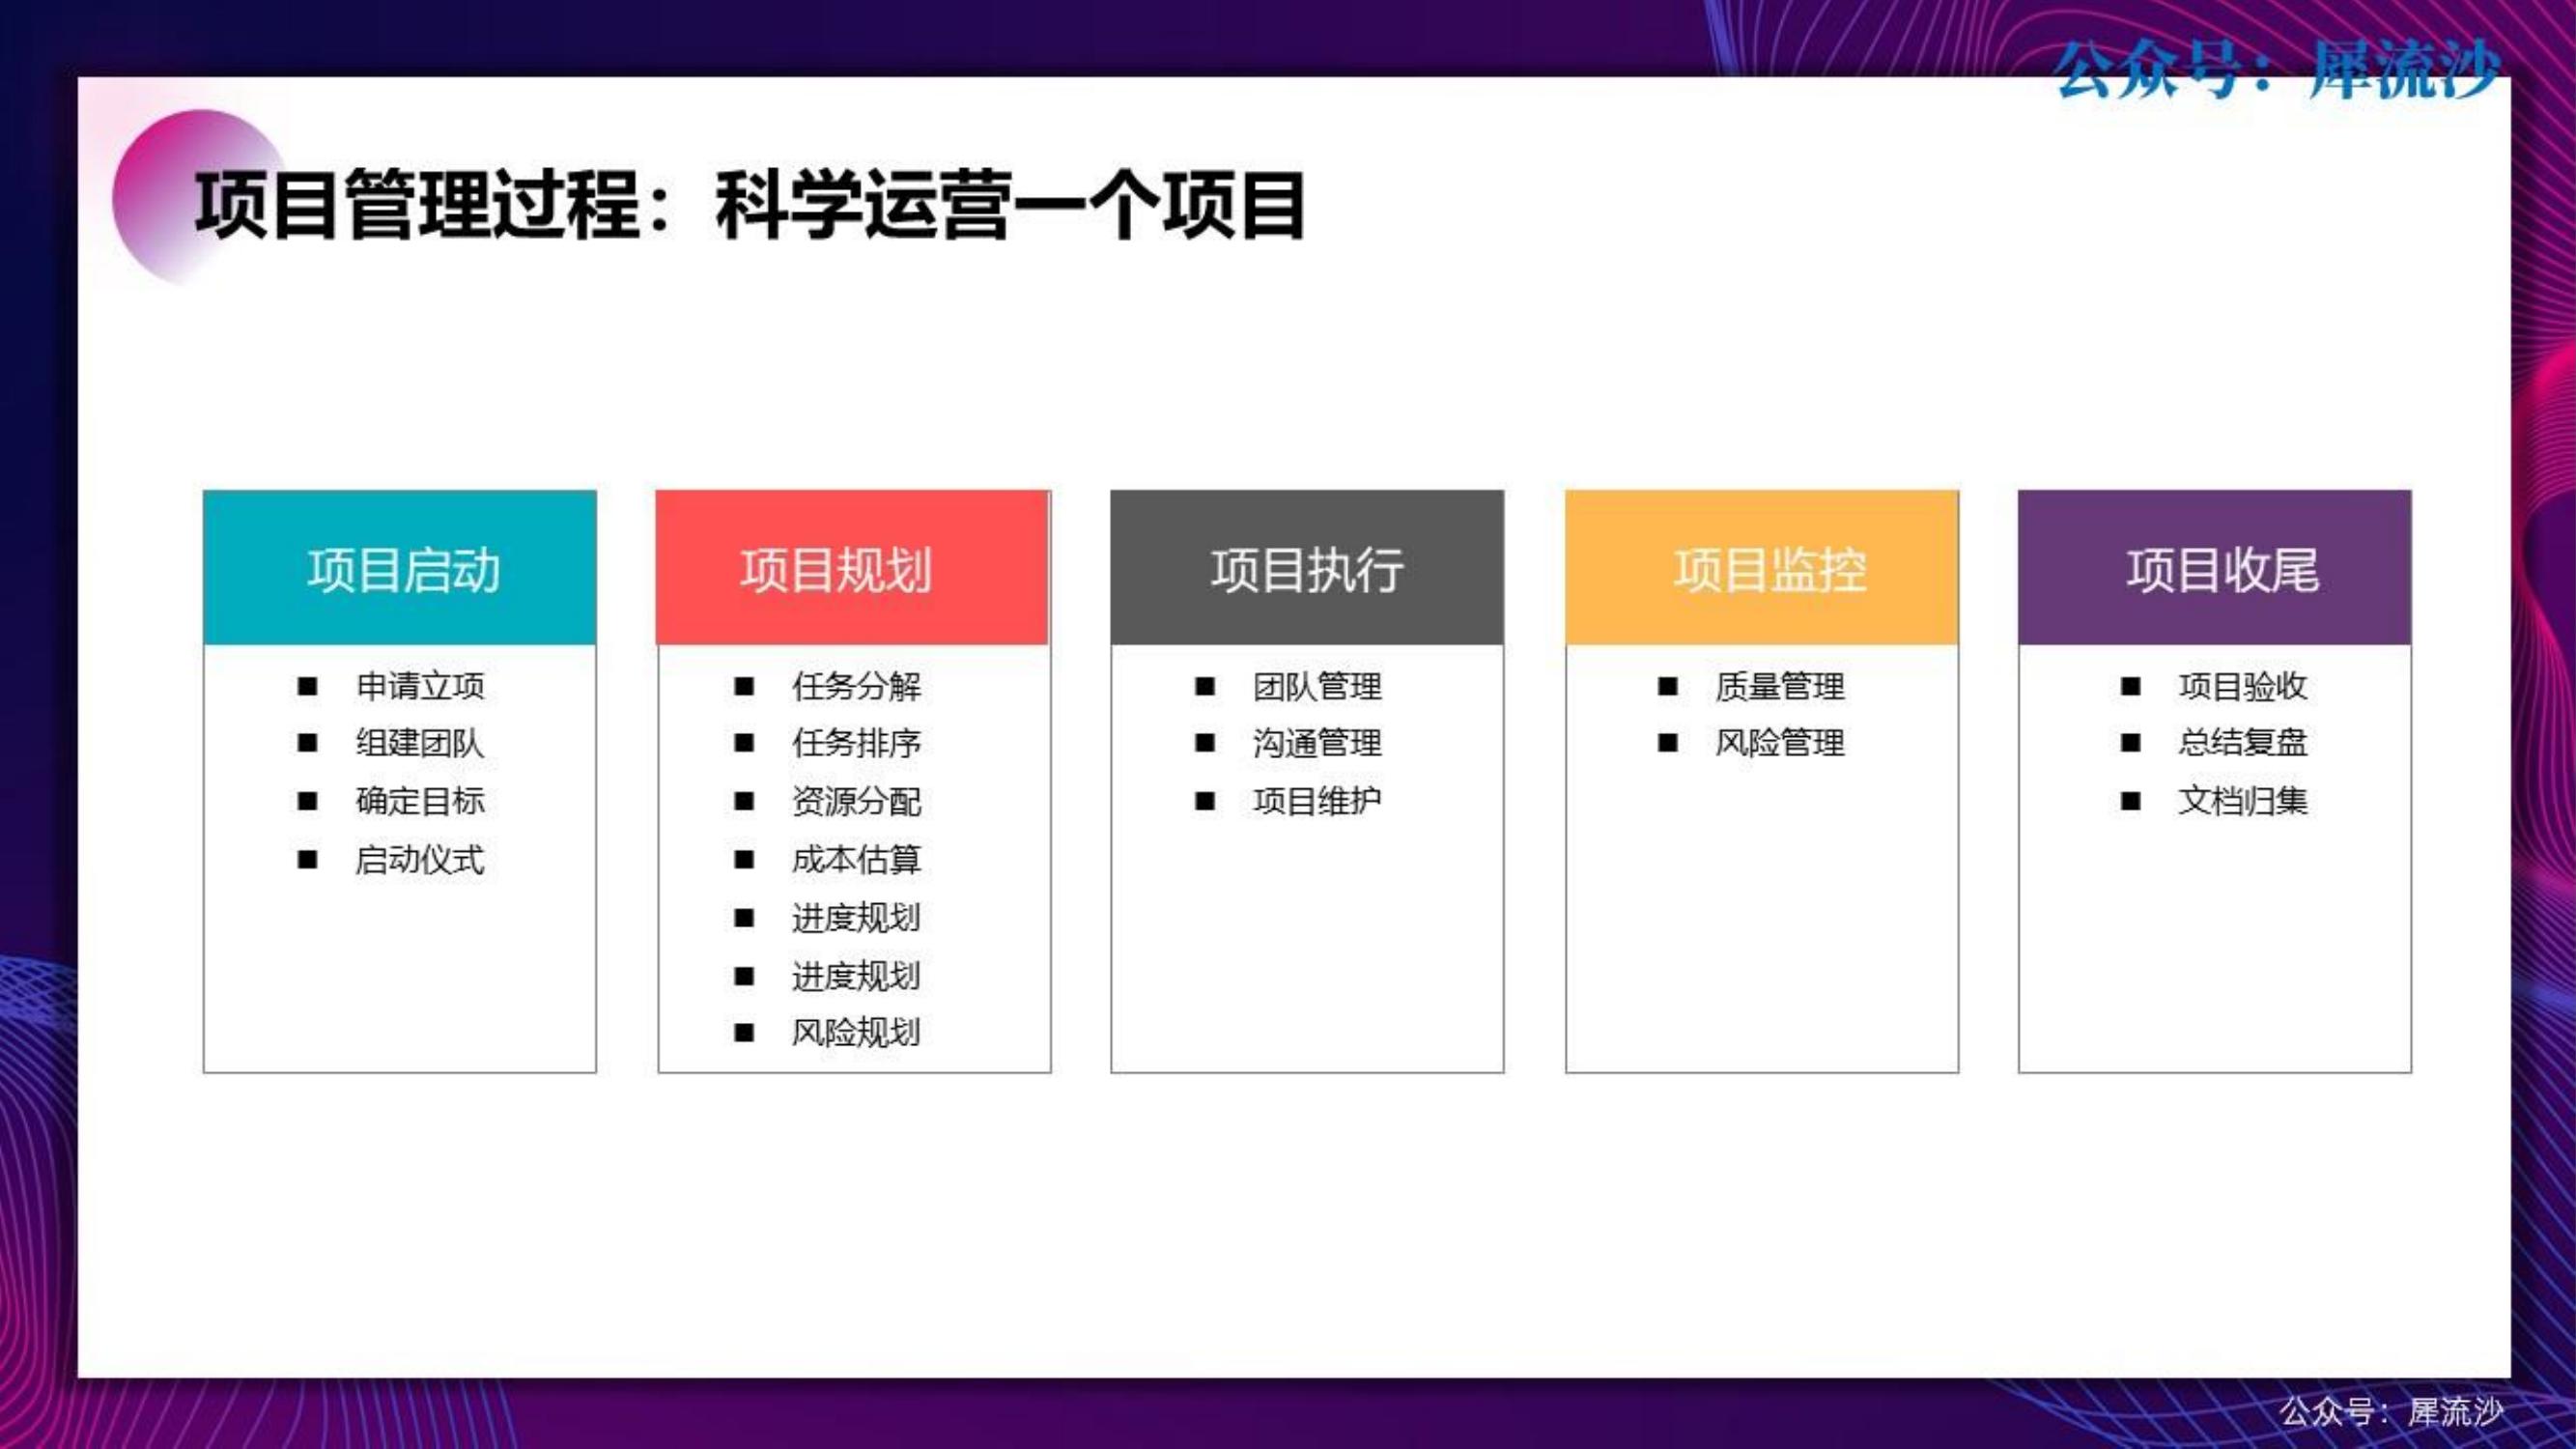 公众号：犀流沙
项目管理过程：科学运营一个项目
项目启动
申请立项
组建团队
确定目标
启动仪式
项目规划
任务分解
任务排序
资源分配
成本估算
进度规划
进度规划
风险规划
项目执行
团队管理
沟通管理
项目维护
项目监控
质量管理
风险管理
项目收尾
项目验收
总结复盘
文档归集
公众号：犀流沙